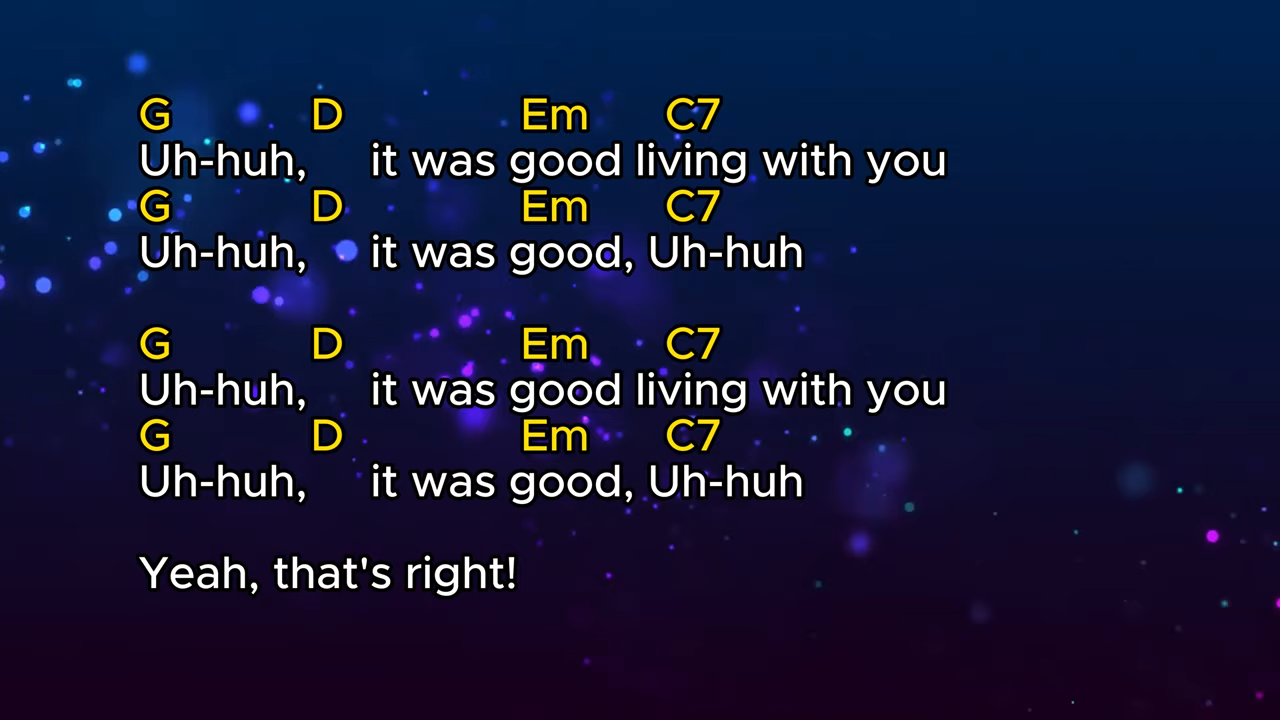 G D Em C7
Uh-huh, it was good living with you
G D Em C7
Uh-huh, it was good, Uh-huh
G D Em C7
Uh-huh, it was good living with you
G D Em C7
Uh-huh, it was good, Uh-huh
Yeah, that's right!